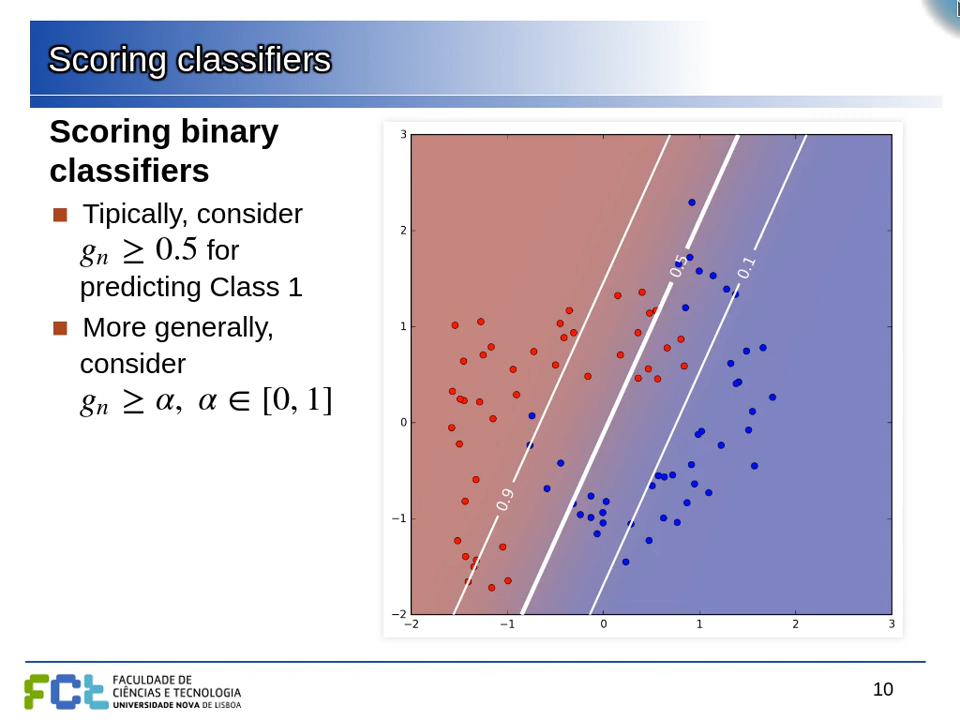 Scoring classifiers
Scoring binary
classifiers
Tipically, consider
gn ≥ 0.5 for
predicting Class 1
More generally,
consider
gn ≥ α, α ∈ [0, 1]
3
2
1
0
−1
−2
−2
−1
0
1
2
3
0.9
0.5
0.1
FCt
FACULDADE DE
CIÊNCIAS E TECNOLOGIA
UNIVERSIDADE NOVA DE LISBOA
10